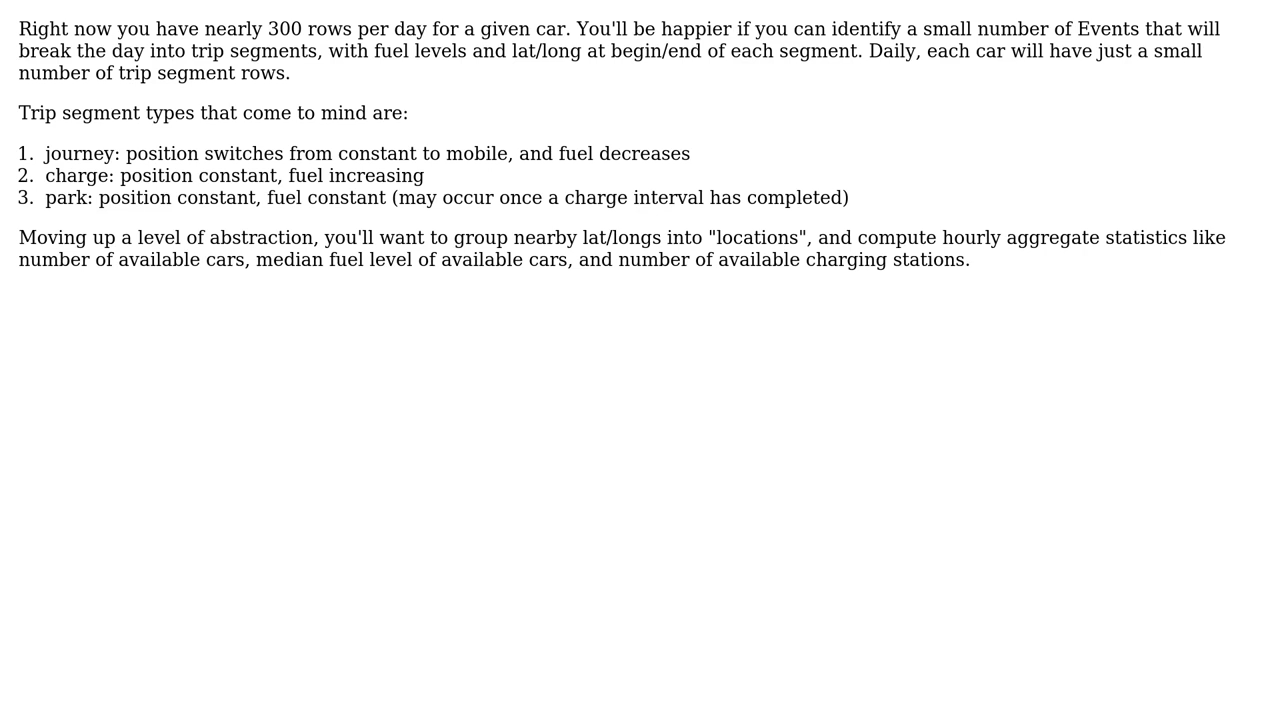 Right now you have nearly 300 rows per day for a given car. You'll be happier if you can identify a small number of Events that will
break the day into trip segments, with fuel levels and lat/long at begin/end of each segment. Daily, each car will have just a small
number of trip segment rows.
Trip segment types that come to mind are:
1. journey: position switches from constant to mobile, and fuel decreases
2. charge: position constant, fuel increasing
3. park: position constant, fuel constant (may occur once a charge interval has completed)
Moving up a level of abstraction, you'll want to group nearby lat/longs into "locations", and compute hourly aggregate statistics like
number of available cars, median fuel level of available cars, and number of available charging stations.